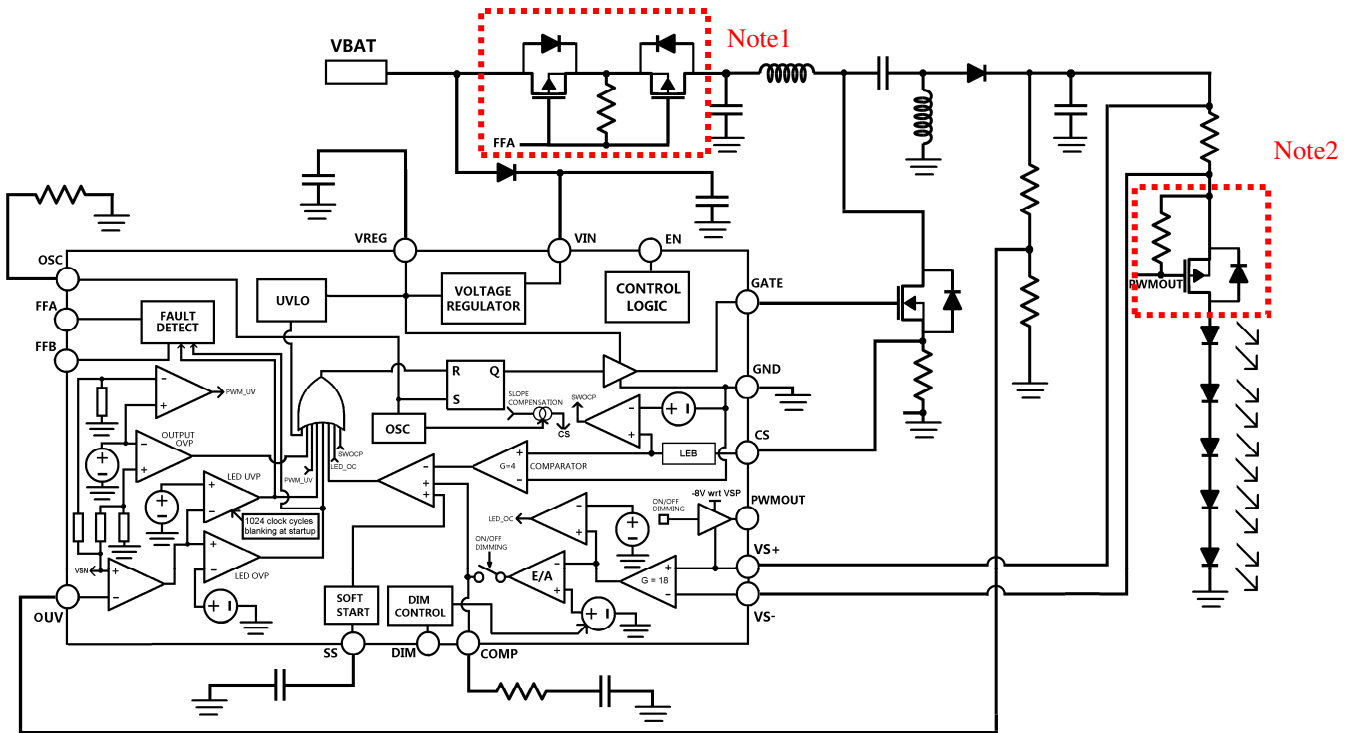 Note1
VBAT
FFA
Note2
VREG
VIN
EN
OSC
GATE
UVLO
VOLTAGE
REGULATOR
CONTROL
LOGIC
PWMOUT
FFA
FAULT
DETECT
FFB
R
Q
S
GND
SLOPE
COMPENSATION
SWOCP
PWM_UV
OSC
CS
CS
OUTPUT
OVP
SWOCP
LED_OC
LEB
G=4
COMPARATOR
PWM_UV
LED UVP
-8V wrt VSP
PWMOUT
ON/OFF
DIMMING
LED_OC
1024 clock cycles
blanking at startup
ON/OFF
DIMMING
VS+
VSN
LED OVP
E/A
G = 18
SOFT
START
DIM
CONTROL
VS-
OUV
SS
DIM
COMP